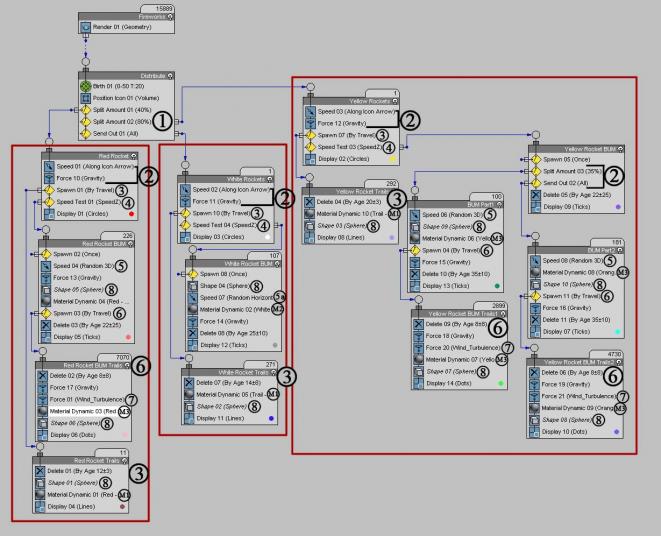 15889
Fireworks
Render 01 (Geometry)
Distribute
Birth 01 (0-50 T:20)
Position Icon 01 (Volume)
Split Amount 01 (40%)
Split Amount 02 (80%)
Send Out 01 (All)
1
Red Rocket
Speed 01 (Along Icon Arrow)
Force 10 (Gravity)
2
Spawn 01 (By Travel) 3
Speed Test 01 (SpeedZ) 4
Display 01 (Circles)
226
Red Rocket BUM
Spawn 02 (Once)
Speed 04 (Random 3D) 5
Force 13 (Gravity)
Shape 05 (Sphere) 8
Material Dynamic 04 (Red - ...
Spawn 03 (By Travel) 6
Delete 03 (By Age 22±25)
Display 05 (Ticks)
7070
Red Rocket BUM Trails 6
Delete 02 (By Age 8±8)
Force 17 (Gravity)
Force 01 (Wind_Turbulence) 7
Material Dynamic 03 (Red M3
Shape 06 (Sphere) 8
Display 06 (Dots)
11
Red Rocket Trails 3
Delete 01 (By Age 12±3)
Shape 01 (Sphere) 8
Material Dynamic 01 (Red - M1
Display 04 (Lines)
1
White Rockets
Speed 02 (Along Icon Arrow)
Force 11 (Gravity)
2
Spawn 10 (By Travel) 3
Speed Test 04 (SpeedZ) 4
Display 03 (Circles)
107
White Rocket BUM
Spawn 08 (Once)
Shape 04 (Sphere) 8
Speed 07 (Random Horizont 5a
Material Dynamic 02 (White M2
Force 14 (Gravity)
Delete 08 (By Age 25±10)
Display 12 (Ticks)
271
White Rocket Trails 3
Delete 07 (By Age 14±8)
Material Dynamic 05 (Trail - M1
Shape 02 (Sphere) 8
Display 11 (Lines)
1
Yellow Rockets
Speed 03 (Along Icon Arrow)
Force 12 (Gravity)
2
Spawn 07 (By Travel) 3
Speed Test 03 (SpeedZ) 4
Display 02 (Circles)
292
Yellow Rocket Trails 3
Delete 04 (By Age 20±3)
Material Dynamic 10 (Trail - M1
Shape 03 (Sphere) 8
Display 08 (Lines)
Yellow Rocket BUM
Spawn 05 (Once)
Split Amount 03 (35%)
Send Out 02 (All)
2
Delete 05 (By Age 22±25)
Display 09 (Ticks)
100
BUM Part1
Speed 06 (Random 3D) 5
Shape 09 (Sphere) 8
Material Dynamic 06 (Yello M3
Spawn 04 (By Travel) 6
Force 15 (Gravity)
Delete 10 (By Age 35±10)
Display 13 (Ticks)
2899
Yellow Rocket BUM Trails1
Delete 09 (By Age 8±8) 6
Force 18 (Gravity)
Force 20 (Wind_Turbulence) 7
Material Dynamic 07 (Yello M3
Shape 07 (Sphere) 8
Display 14 (Dots)
181
BUM Part2
Speed 08 (Random 3D) 5
Material Dynamic 08 (Orang M3
Shape 10 (Sphere) 8
Spawn 11 (By Travel) 6
Force 16 (Gravity)
Delete 11 (By Age 35±10)
Display 07 (Ticks)
4730
Yellow Rocket BUM Trails2
Delete 06 (By Age 8±8) 6
Force 19 (Gravity)
Force 21 (Wind_Turbulence) 7
Material Dynamic 09 (Orang M3
Shape 08 (Sphere) 8
Display 10 (Dots)